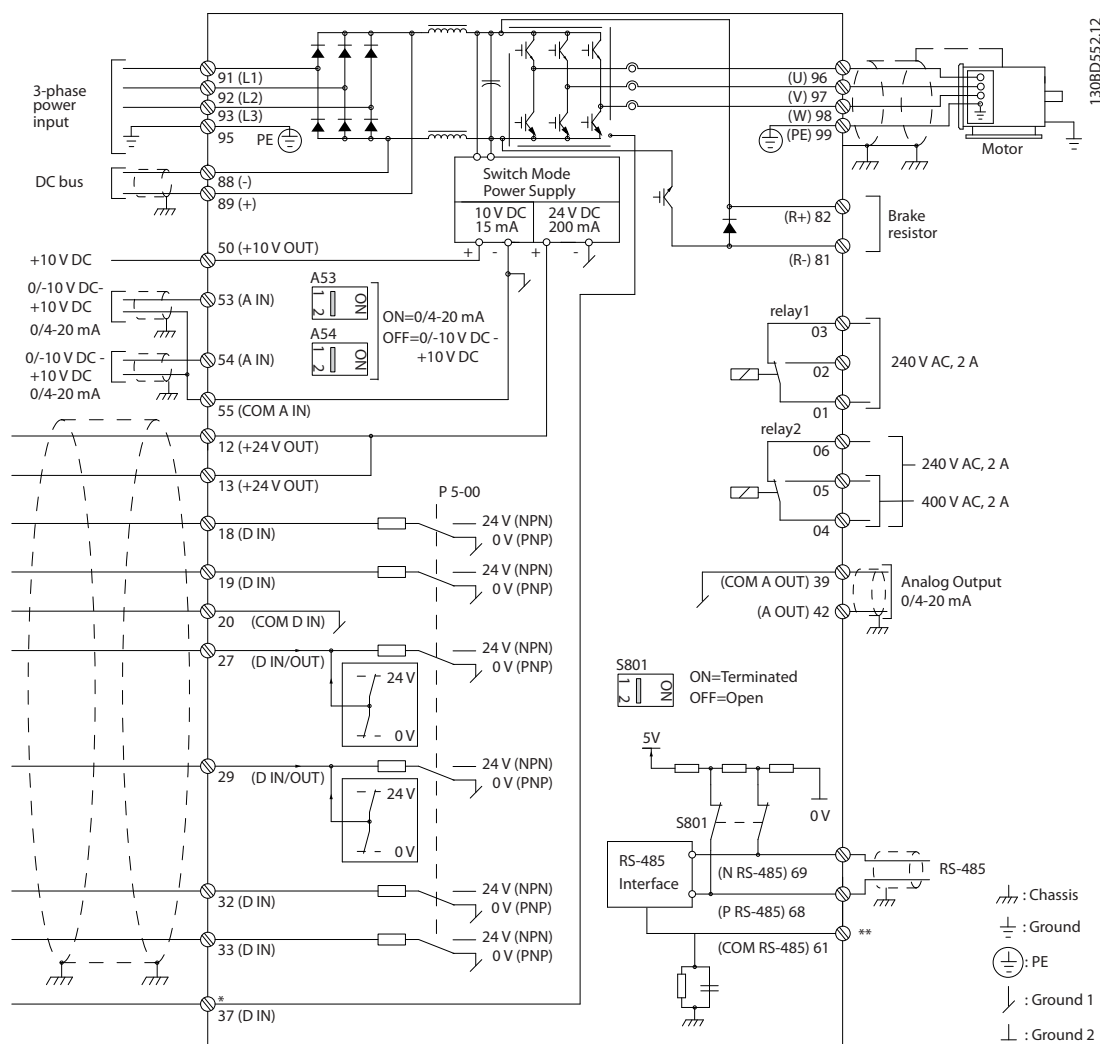 130BD552.12
3-phase
power
input
91 (L1)
92 (L2)
93 (L3)
95
PE
DC bus
88 (-)
89 (+)
Switch Mode
Power Supply
10 V DC
15 mA
24 V DC
200 mA
+ - + -
(U) 96
(V) 97
(W) 98
(PE) 99
Motor
(R+) 82
(R-) 81
Brake
resistor
+10 V DC
50 (+10 V OUT)
0/-10 V DC-
+10 V DC
0/4-20 mA
53 (A IN)
0/-10 V DC -
+10 V DC
0/4-20 mA
54 (A IN)
55 (COM A IN)
A53
1 2
ON
A54
1 2
ON
ON=0/4-20 mA
OFF=0/-10 V DC -
+10 V DC
12 (+24 V OUT)
13 (+24 V OUT)
P 5-00
18 (D IN)
24 V (NPN)
0 V (PNP)
19 (D IN)
24 V (NPN)
0 V (PNP)
20 (COM D IN)
27 (D IN/OUT)
24 V (NPN)
0 V (PNP)
24 V
0 V
29 (D IN/OUT)
24 V (NPN)
0 V (PNP)
24 V
0 V
32 (D IN)
24 V (NPN)
0 V (PNP)
33 (D IN)
24 V (NPN)
0 V (PNP)
*
37 (D IN)
relay1
03
02
01
240 V AC, 2 A
relay2
06
05
04
240 V AC, 2 A
400 V AC, 2 A
(COM A OUT) 39
(A OUT) 42
Analog Output
0/4-20 mA
S801
1 2
ON
ON=Terminated
OFF=Open
5V
0 V
S801
RS-485
Interface
(N RS-485) 69
(P RS-485) 68
(COM RS-485) 61
RS-485
**
: Chassis
: Ground
: PE
: Ground 1
: Ground 2